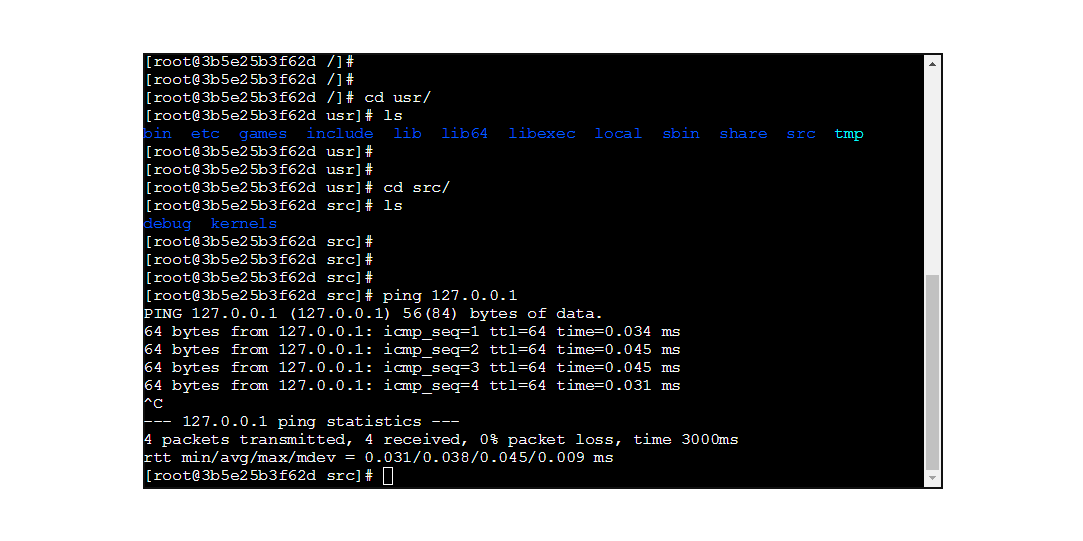 [root@3b5e25b3f62d /]#
[root@3b5e25b3f62d /]#
[root@3b5e25b3f62d /]# cd usr/
[root@3b5e25b3f62d usr]# ls
bin  etc  games  include  lib  lib64  libexec  local  sbin  share  src  tmp
[root@3b5e25b3f62d usr]#
[root@3b5e25b3f62d usr]#
[root@3b5e25b3f62d usr]# cd src/
[root@3b5e25b3f62d src]# ls
debug  kernels
[root@3b5e25b3f62d src]#
[root@3b5e25b3f62d src]#
[root@3b5e25b3f62d src]#
[root@3b5e25b3f62d src]# ping 127.0.0.1
PING 127.0.0.1 (127.0.0.1) 56(84) bytes of data.
64 bytes from 127.0.0.1: icmp_seq=1 ttl=64 time=0.034 ms
64 bytes from 127.0.0.1: icmp_seq=2 ttl=64 time=0.045 ms
64 bytes from 127.0.0.1: icmp_seq=3 ttl=64 time=0.045 ms
64 bytes from 127.0.0.1: icmp_seq=4 ttl=64 time=0.031 ms
^C
--- 127.0.0.1 ping statistics ---
4 packets transmitted, 4 received, 0% packet loss, time 3000ms
rtt min/avg/max/mdev = 0.031/0.038/0.045/0.009 ms
[root@3b5e25b3f62d src]#